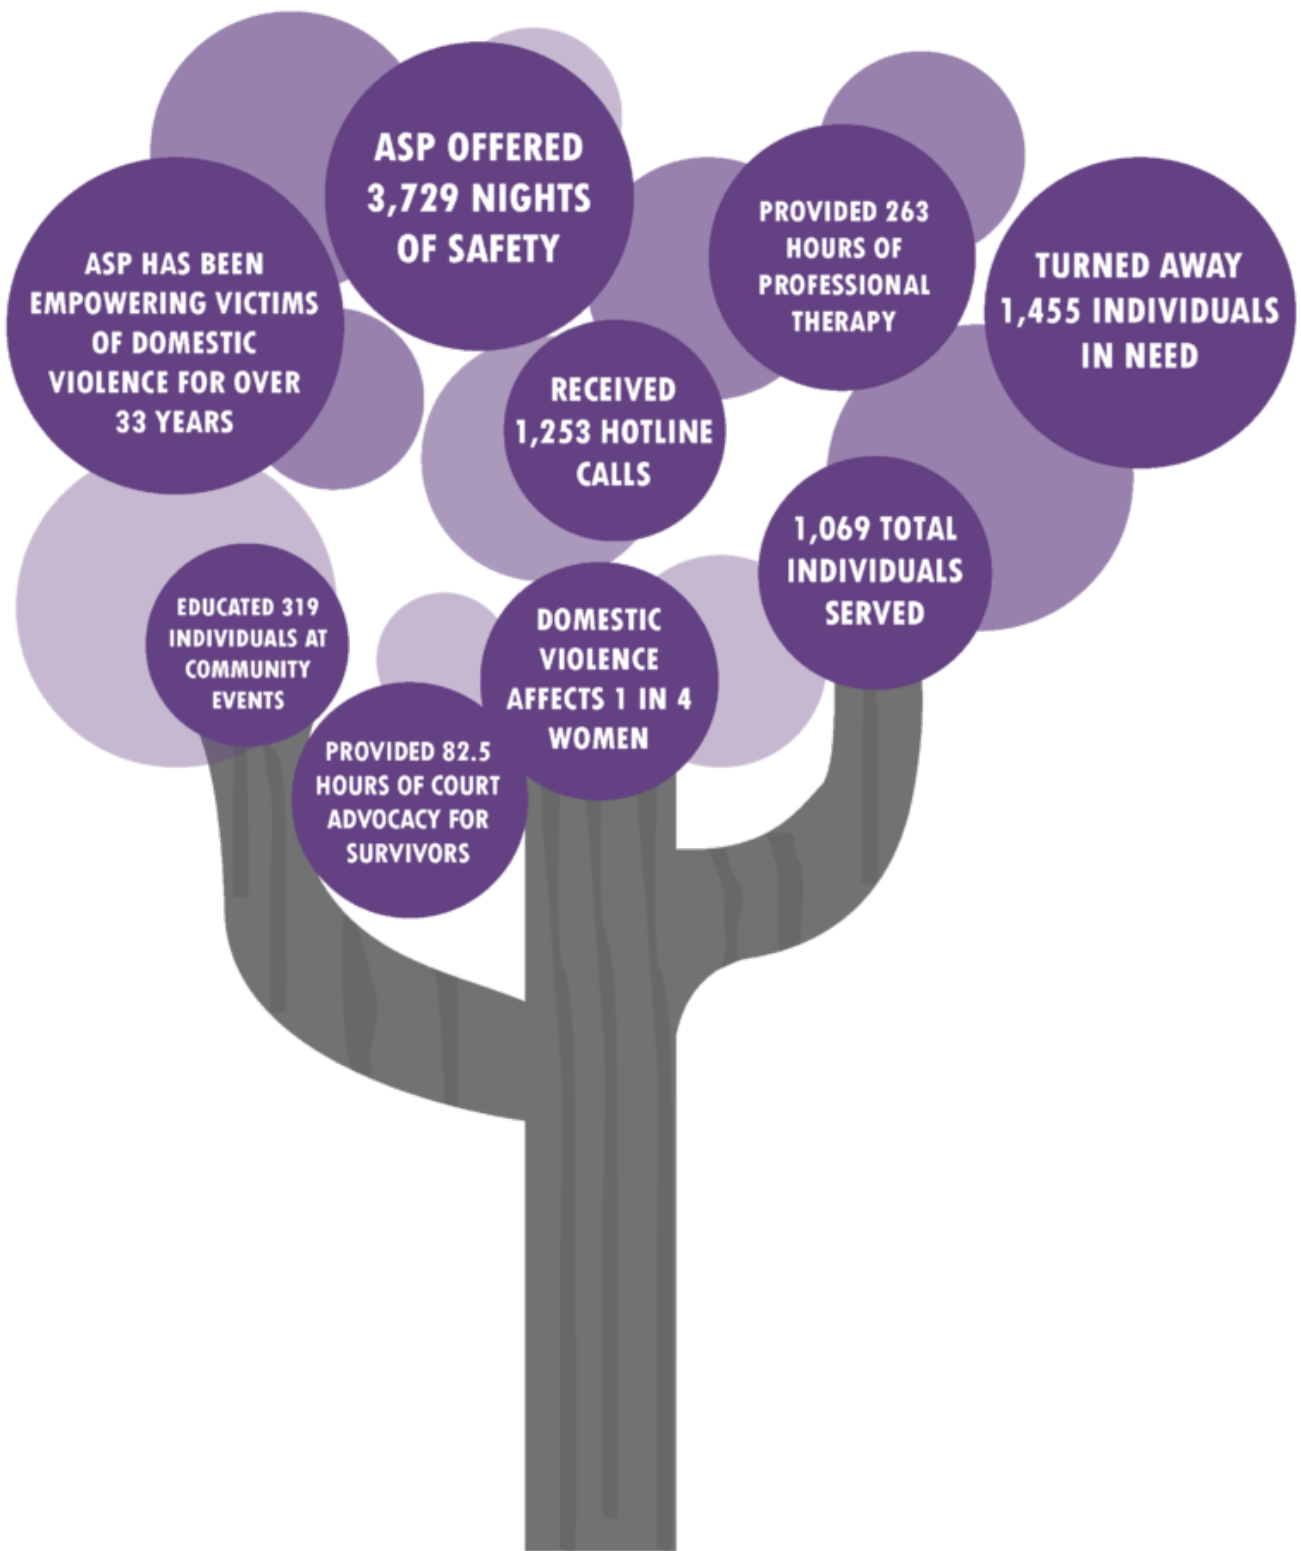 ASP OFFERED
3,729 NIGHTS
OF SAFETY
ASP HAS BEEN
EMPOWERING VICTIMS
OF DOMESTIC
VIOLENCE FOR OVER
33 YEARS
PROVIDED 263
HOURS OF
PROFESSIONAL
THERAPY
TURNED AWAY
1,455 INDIVIDUALS
IN NEED
RECEIVED
1,253 HOTLINE
CALLS
1,069 TOTAL
INDIVIDUALS
SERVED
EDUCATED 319
INDIVIDUALS AT
COMMUNITY
EVENTS
DOMESTIC
VIOLENCE
AFFECTS 1 IN 4
WOMEN
PROVIDED 82.5
HOURS OF COURT
ADVOCACY FOR
SURVIVORS